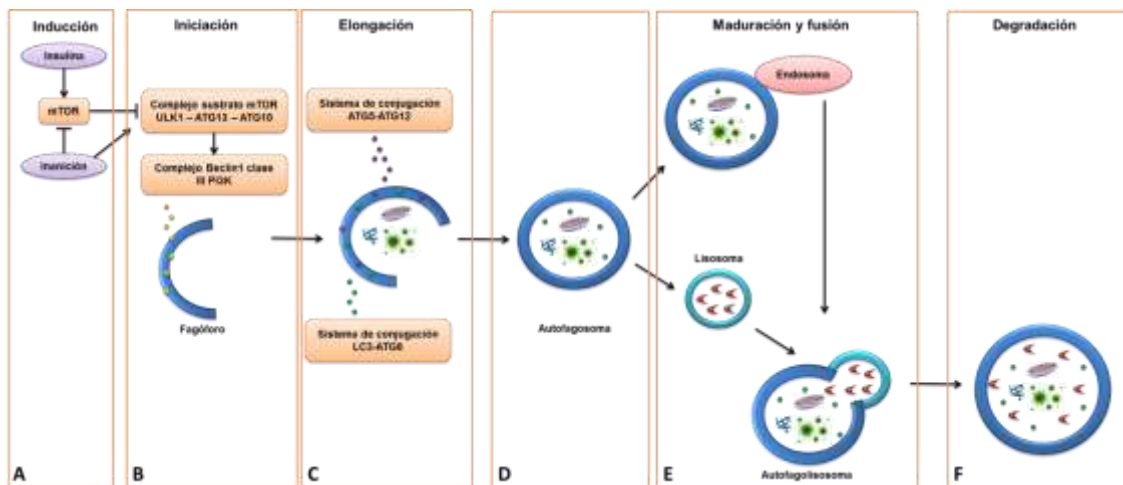 Inducción
Insulina
mTOR
Inanición
A
Iniciación
Complejo sustrato mTOR
ULK1 – ATG13 – ATG10
Complejo Beclin1 clase
III PGK
Fagóforo
B
Elongación
Sistema de conjugación
ATG5-ATG12
Sistema de conjugación
LC3-ATG8
C
Autofagosoma
D
Maduración y fusión
Endosoma
Lisosoma
Autofagolisosoma
E
Degradación
F